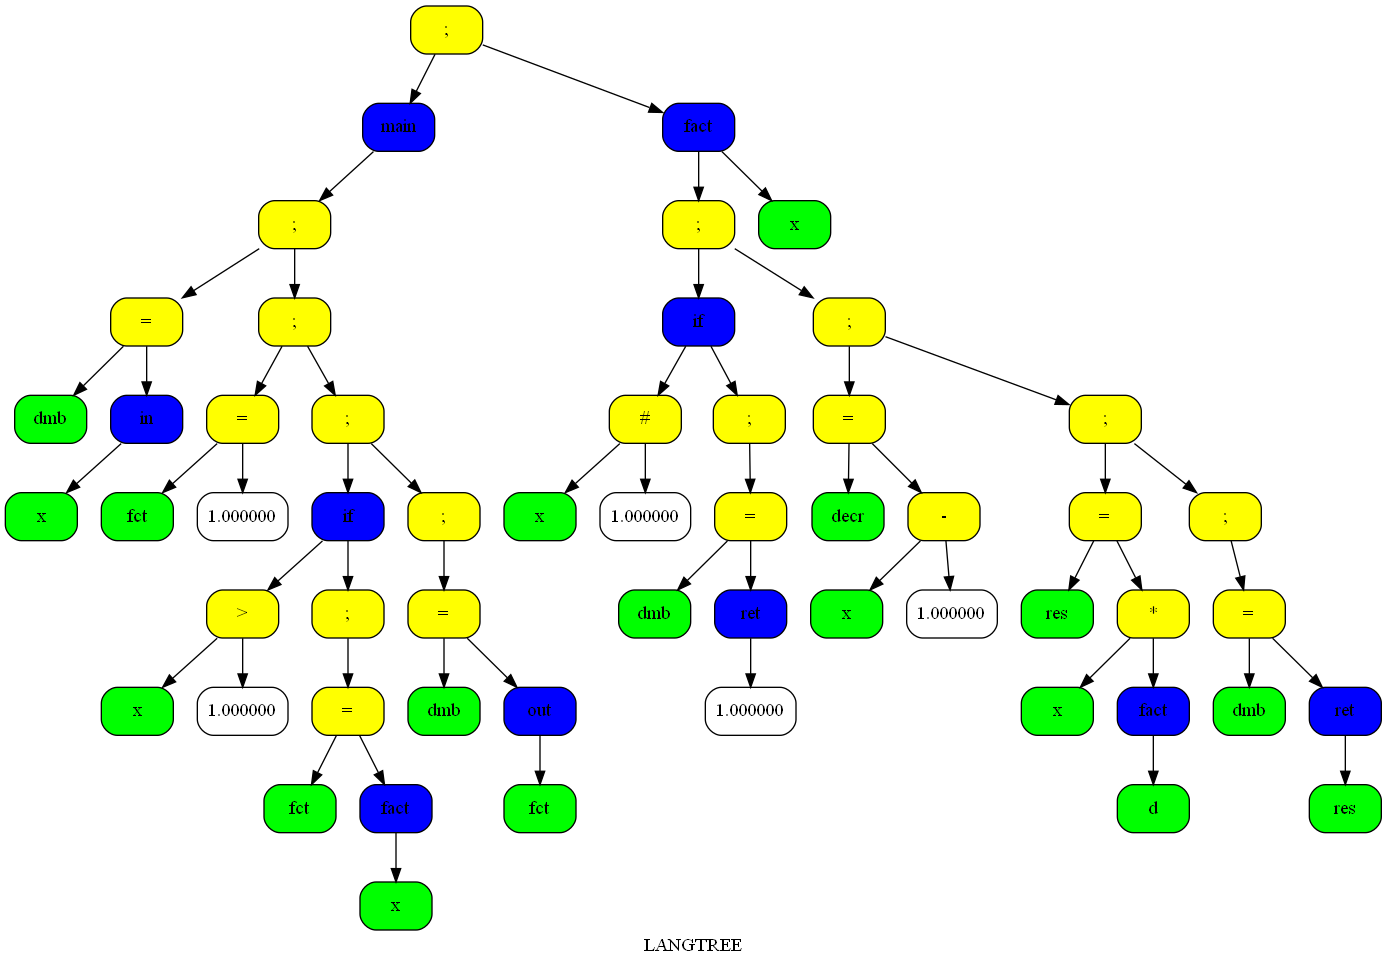 ;
main fact
; ; x
= ; if ;
dmb in = ; # ; = ;
x fct 1.000000 if ; x 1.000000 = decr - = ;
> ; = dmb ret x 1.000000 res * =
x 1.000000 = dmb out 1.000000 x fact dmb ret
fct fact fct d res
x
LANGTREE